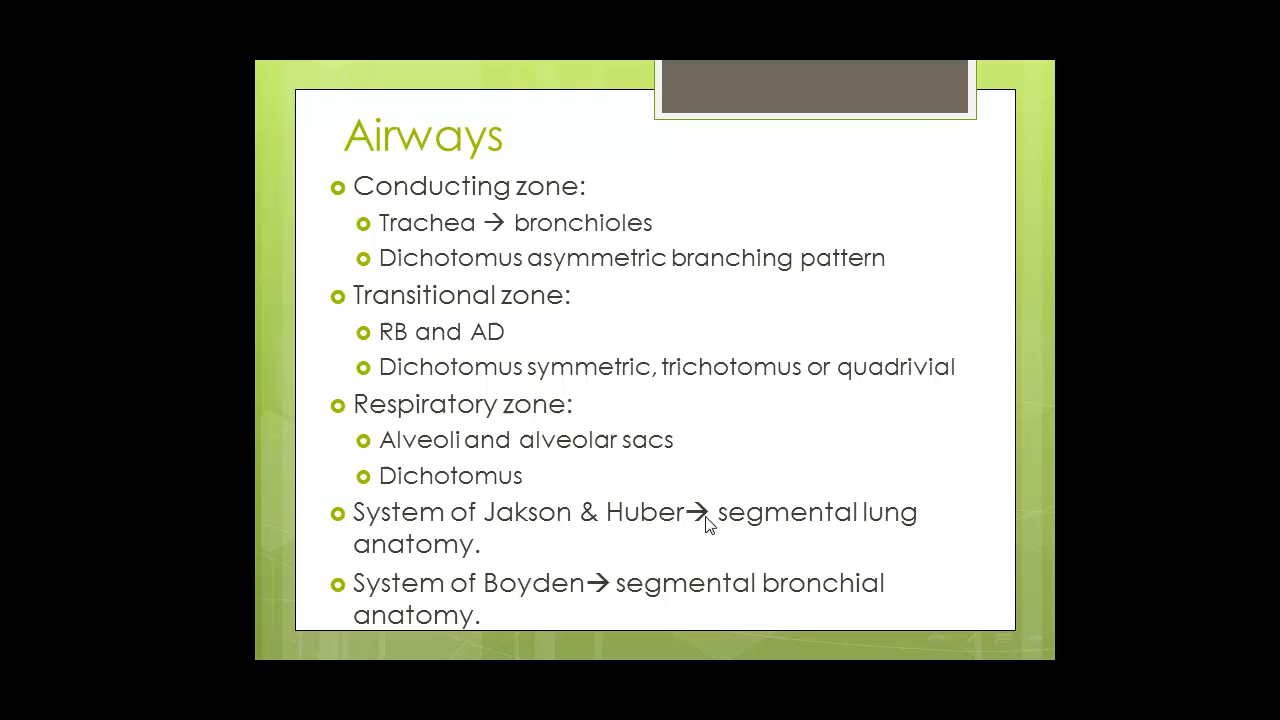 Airways
Conducting zone:
Trachea → bronchioles
Dichotomus asymmetric branching pattern
Transitional zone:
RB and AD
Dichotomus symmetric, trichotomus or quadrivial
Respiratory zone:
Alveoli and alveolar sacs
Dichotomus
System of Jakson & Huber→ segmental lung
anatomy.
System of Boyden→ segmental bronchial
anatomy.